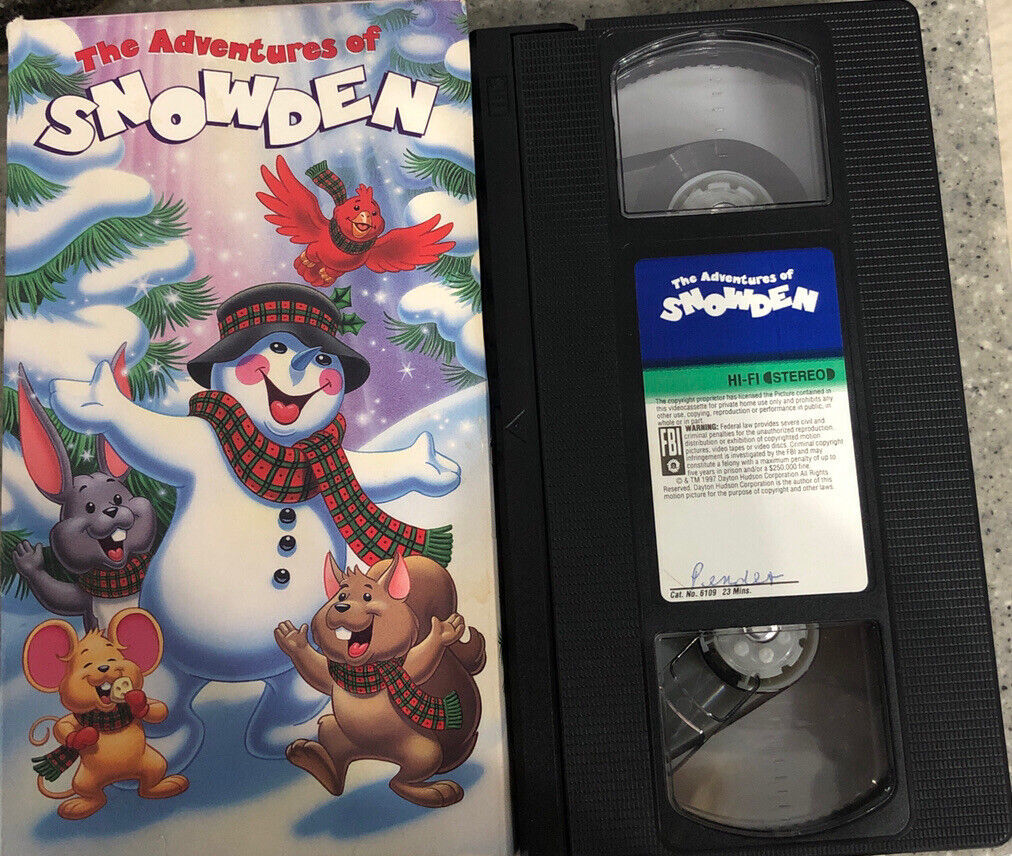 The Adventures of
SNOWDEN
The Adventures of
SNOWDEN
HI-FI STEREO
The copyright proprietor has licensed the Picture contained in
this videocassette for private home use only and prohibits any
other use, copying, reproduction or performance in public, in
whole or in part.
FBI
WARNING: Federal law provides severe civil and
criminal penalties for the unauthorized reproduction,
distribution or exhibition of copyrighted motion
pictures, video tapes or video discs. Criminal copyright
infringement is investigated by the FBI and may
constitute a felony with a maximum penalty of up to
five years in prison and/or a $250,000 fine.
© & TM 1997 Dayton Hudson Corporation All Rights
Reserved. Dayton Hudson Corporation is the author of this
motion picture for the purpose of copyright and other laws.
Cat. No. 6109 23 Mins.